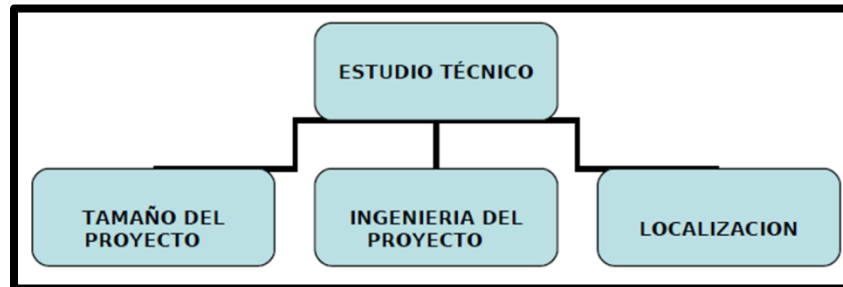 ESTUDIO TÉCNICO
TAMAÑO DEL
PROYECTO
INGENIERIA DEL
PROYECTO
LOCALIZACION